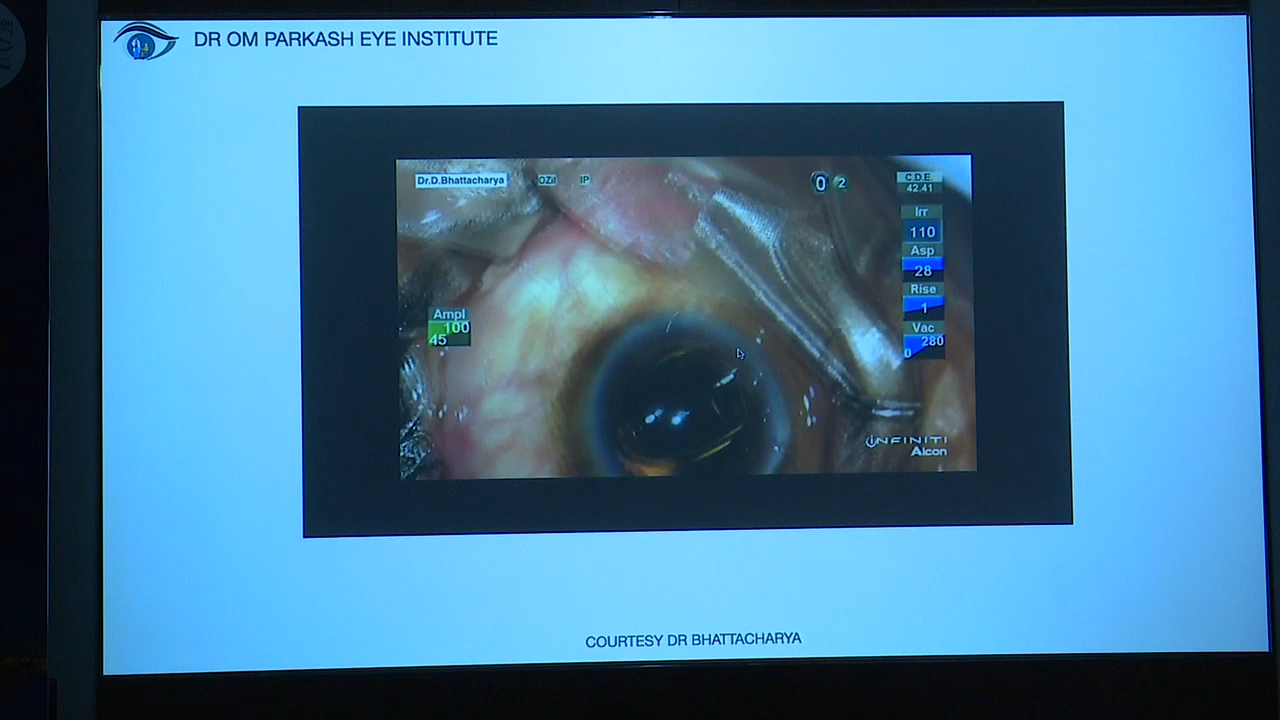 DR OM PARKASH EYE INSTITUTE
Dr.D.Bhattacharya
OZil
IP
0
2
C.D.E.
42.41
Irr
110
Asp
28
Rise
1
Vac
280
0
Ampl
100
45
iNFINITI
Alcon
COURTESY DR BHATTACHARYA